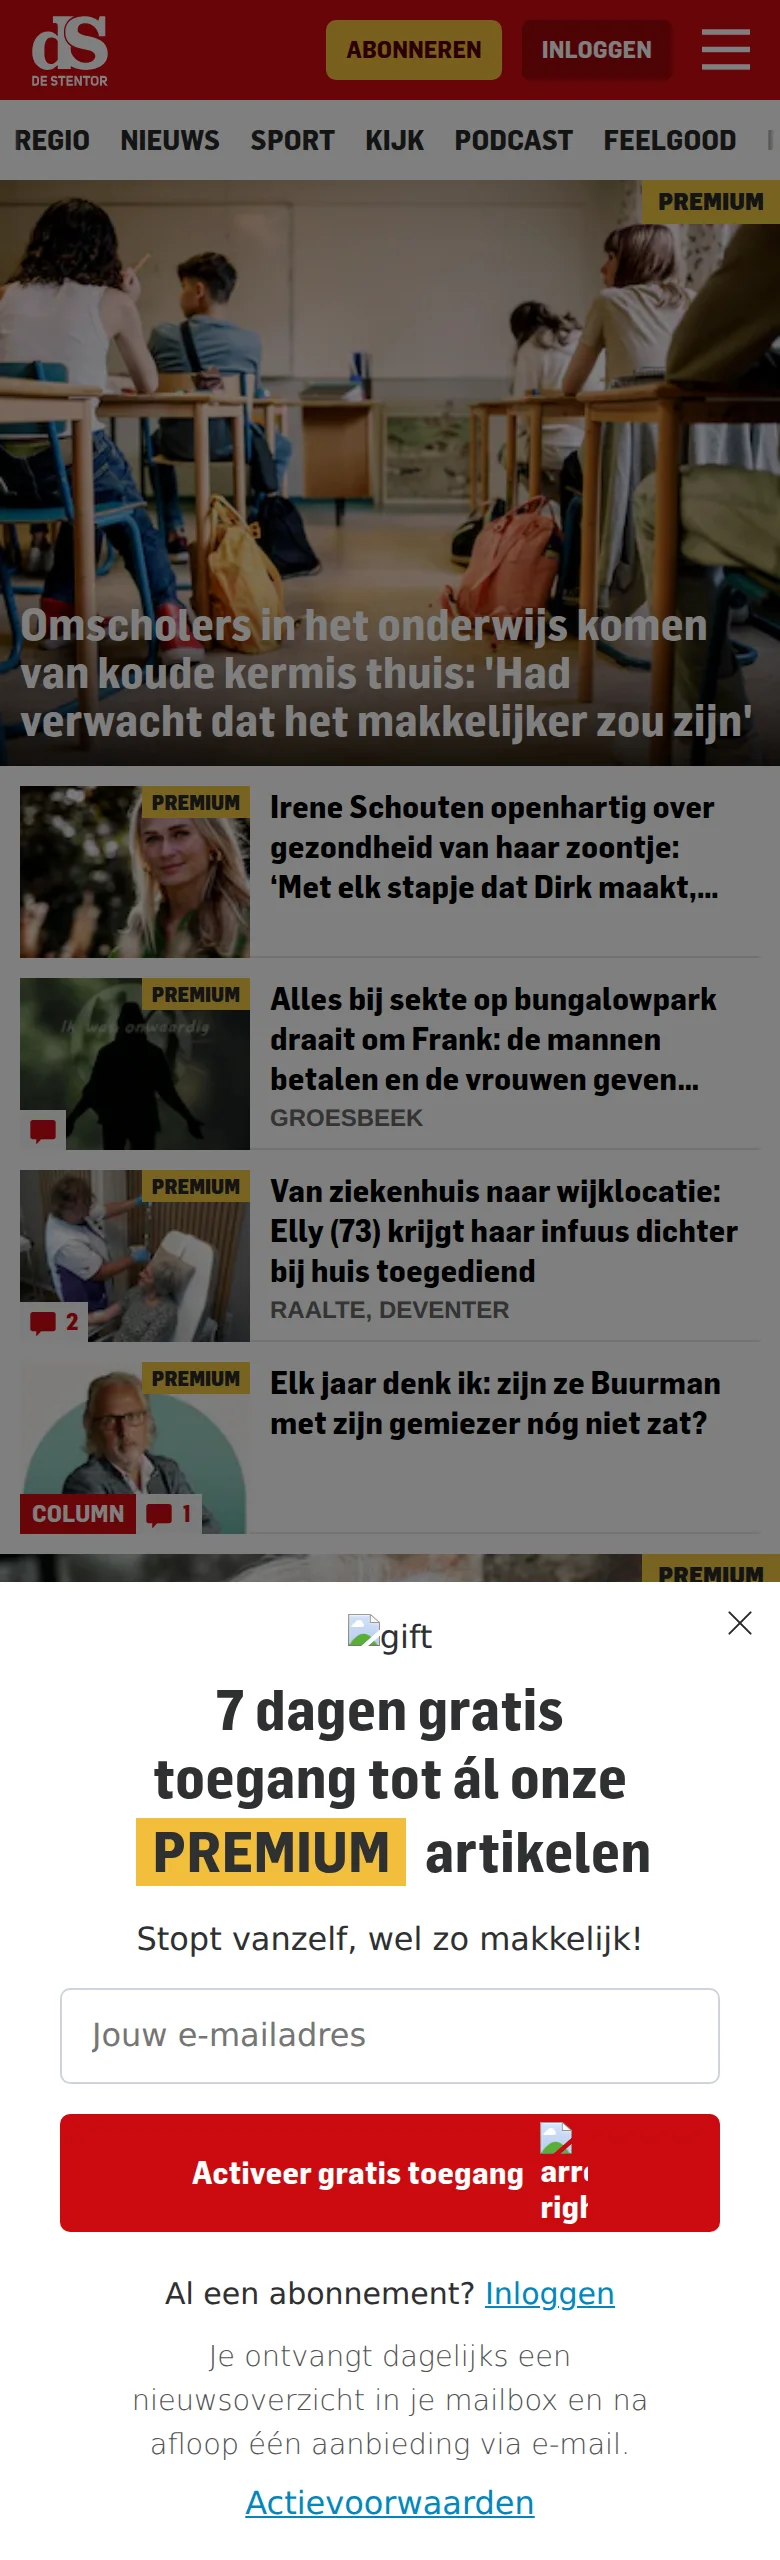 dS
DE STENTOR
ABONNEREN
INLOGGEN
REGIO NIEUWS SPORT KIJK PODCAST FEELGOOD
PREMIUM
Omscholers in het onderwijs komen
van koude kermis thuis: 'Had
verwacht dat het makkelijker zou zijn'
PREMIUM
Irene Schouten openhartig over
gezondheid van haar zoontje:
‘Met elk stapje dat Dirk maakt,...
PREMIUM
Ik was onwaardig
Alles bij sekte op bungalowpark
draait om Frank: de mannen
betalen en de vrouwen geven...
GROESBEEK
PREMIUM
2
Van ziekenhuis naar wijklocatie:
Elly (73) krijgt haar infuus dichter
bij huis toegediend
RAALTE, DEVENTER
PREMIUM
COLUMN
1
Elk jaar denk ik: zijn ze Buurman
met zijn gemiezer nóg niet zat?
PREMIUM
gift
7 dagen gratis
toegang tot ál onze
PREMIUM artikelen
Stopt vanzelf, wel zo makkelijk!
Jouw e-mailadres
Activeer gratis toegang
Al een abonnement? Inloggen
Je ontvangt dagelijks een
nieuwsoverzicht in je mailbox en na
afloop één aanbieding via e-mail.
Actievoorwaarden